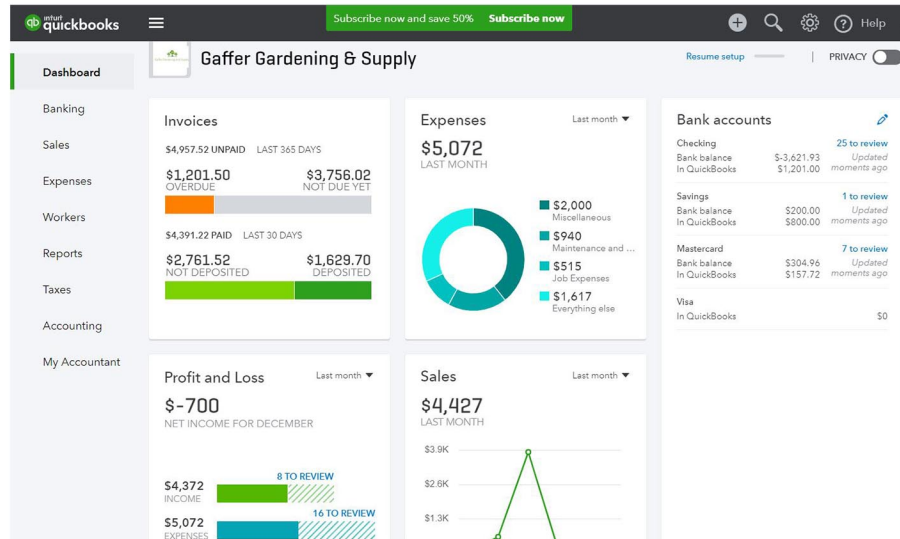 intuit
quickbooks
Subscribe now and save 50% Subscribe now
Help
Gaffer Gardening & Supply
Resume setup
PRIVACY
Dashboard
Banking
Sales
Expenses
Workers
Reports
Taxes
Accounting
My Accountant
Invoices
$4,957.52 UNPAID LAST 365 DAYS
$1,201.50 $3,756.02
OVERDUE NOT DUE YET
$4,391.22 PAID LAST 30 DAYS
$2,761.52 $1,629.70
NOT DEPOSITED DEPOSITED
Expenses Last month
$5,072
LAST MONTH
$2,000
Miscellaneous
$940
Maintenance and ...
$515
Job Expenses
$1,617
Everything else
Bank accounts
Checking 25 to review
Bank balance $-3,621.93 Updated
In QuickBooks $1,201.00 moments ago
Savings 1 to review
Bank balance $200.00 Updated
In QuickBooks $800.00 moments ago
Mastercard 7 to review
Bank balance $304.96 Updated
In QuickBooks $157.72 moments ago
Visa
In QuickBooks $0
Profit and Loss Last month
$-700
NET INCOME FOR DECEMBER
8 TO REVIEW
$4,372
INCOME
16 TO REVIEW
$5,072
EXPENSES
Sales Last month
$4,427
LAST MONTH
$3.9K
$2.6K
$1.3K